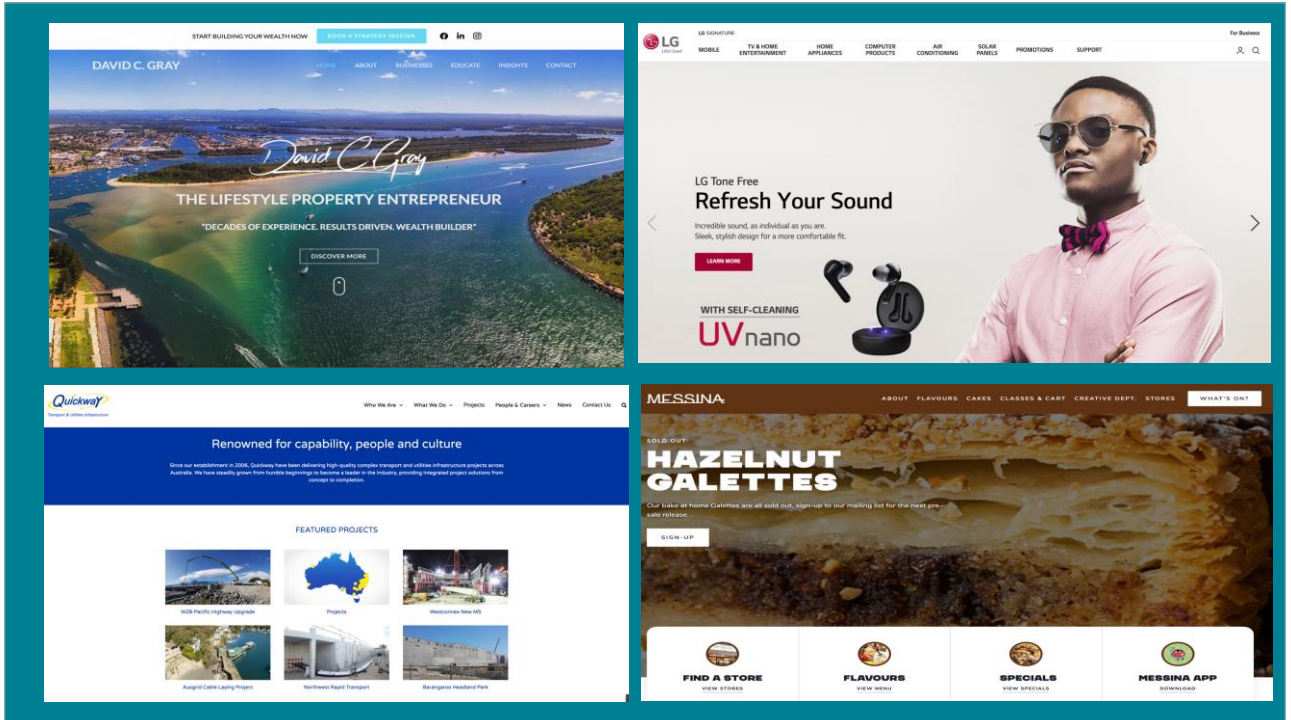 START BUILDING YOUR WEALTH NOW BOOK A STRATEGY SESSION
DAVID C. GRAY HOME ABOUT BUSINESSES EDUCATE INSIGHTS CONTACT
David C Gray
THE LIFESTYLE PROPERTY ENTREPRENEUR
"DECADES OF EXPERIENCE. RESULTS DRIVEN. WEALTH BUILDER"
DISCOVER MORE
LG SIGNATURE For Business
LG
Life's Good
MOBILE TV & HOME ENTERTAINMENT HOME APPLIANCES COMPUTER PRODUCTS AIR CONDITIONING SOLAR PANELS PROMOTIONS SUPPORT
LG Tone Free
Refresh Your Sound
Incredible sound, as individual as you are.
Sleek, stylish design for a more comfortable fit.
LEARN MORE
WITH SELF-CLEANING
UVnano
Quickway
Transport & Utilities Infrastructure
Who We Are What We Do Projects People & Careers News Contact Us
Renowned for capability, people and culture
Since our establishment in 2006, Quickway have been delivering high-quality complex transport and utilities infrastructure projects across
Australia. We have steadily grown from humble beginnings to become a leader in the industry, providing integrated project solutions from
concept to completion.
FEATURED PROJECTS
W2B Pacific Highway Upgrade Projects Westconnex New M5
Ausgrid Cable Laying Project Northwest Rapid Transport Barangaroo Headland Park
MESSINA ABOUT FLAVOURS CAKES CLASSES & CART CREATIVE DEPT. STORES WHAT'S ON?
SOLD OUT
HAZELNUT
GALETTES
Our bake at home Galettes are all sold out, sign-up to our mailing list for the next pre-
sale release.
SIGN-UP
FIND A STORE FLAVOURS SPECIALS MESSINA APP
VIEW STORES VIEW MENU VIEW SPECIALS DOWNLOAD